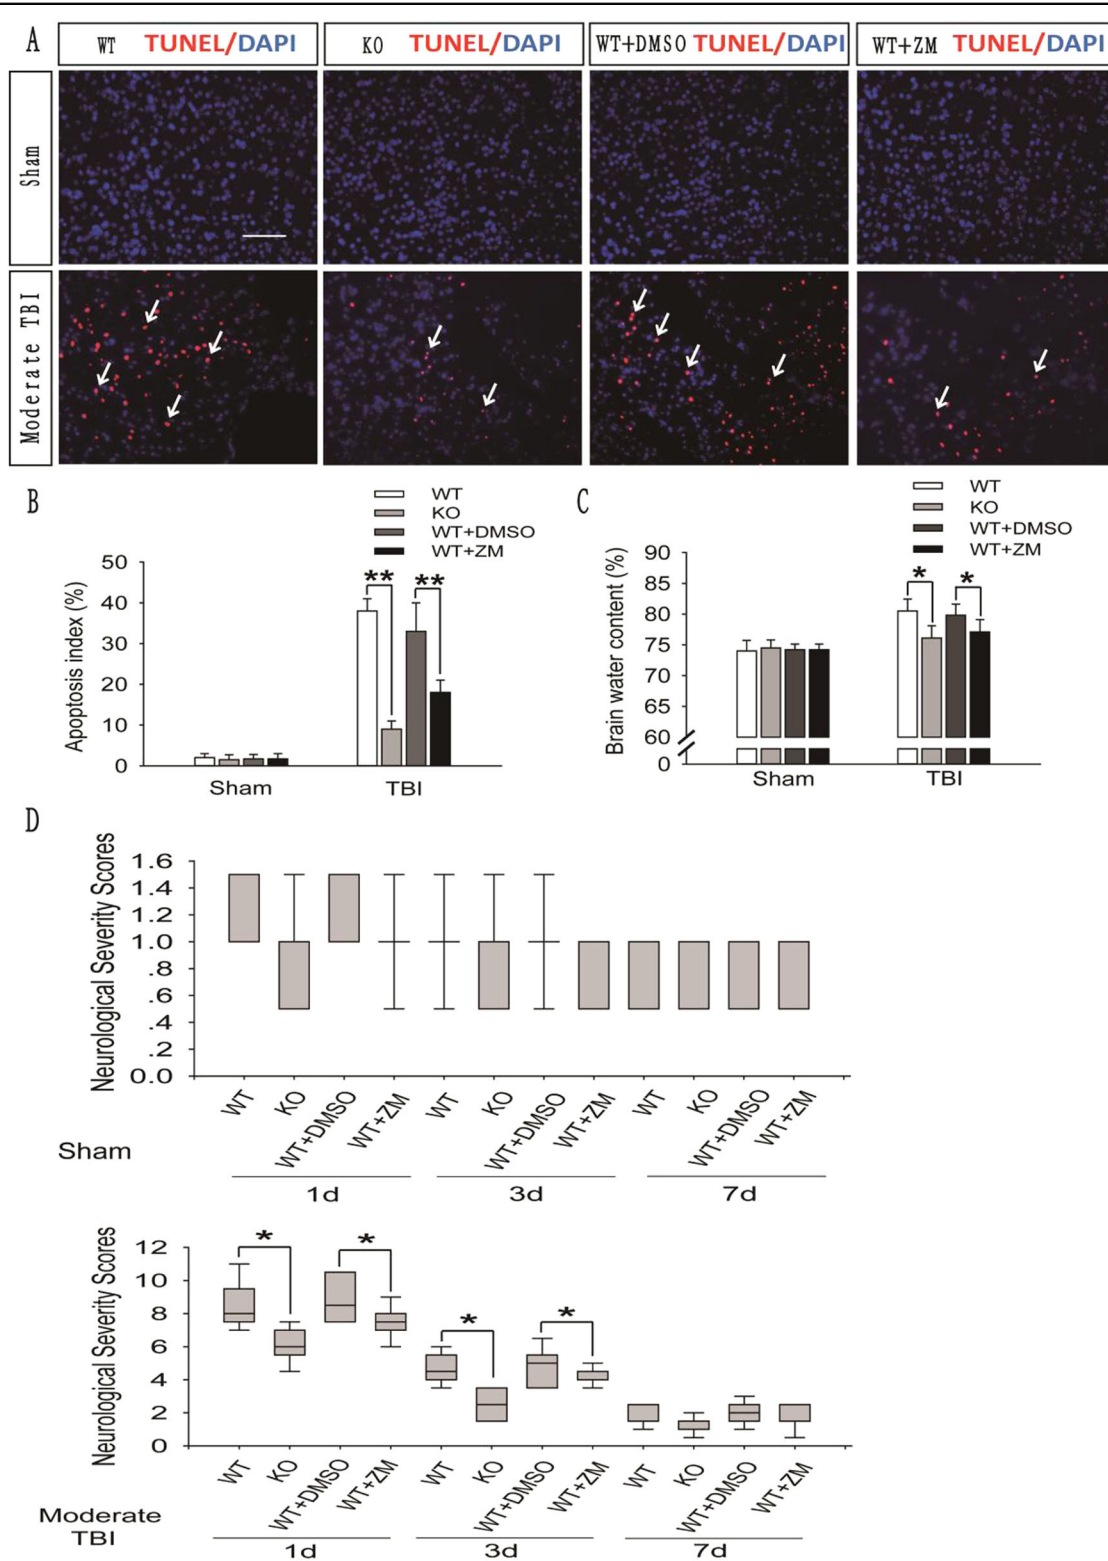 A
WT TUNEL/DAPI
KO TUNEL/DAPI
WT+DMSO TUNEL/DAPI
WT+ZM TUNEL/DAPI
Sham
Moderate TBI
B
WT
KO
WT+DMSO
WT+ZM
Apoptosis index (%)
50
40
30
20
10
0
**
**
Sham
TBI
C
WT
KO
WT+DMSO
WT+ZM
Brain water content (%)
90
85
80
75
70
65
60
0
*
*
Sham
TBI
D
Neurological Severity Scores
1.6
1.4
1.2
1.0
.8
.6
.4
.2
0.0
WT
KO
WT+DMSO
WT+ZM
WT
KO
WT+DMSO
WT+ZM
WT
KO
WT+DMSO
WT+ZM
Sham
1d
3d
7d
Neurological Severity Scores
12
10
8
6
4
2
0
*
*
*
*
WT
KO
WT+DMSO
WT+ZM
WT
KO
WT+DMSO
WT+ZM
WT
KO
WT+DMSO
WT+ZM
Moderate
TBI
1d
3d
7d